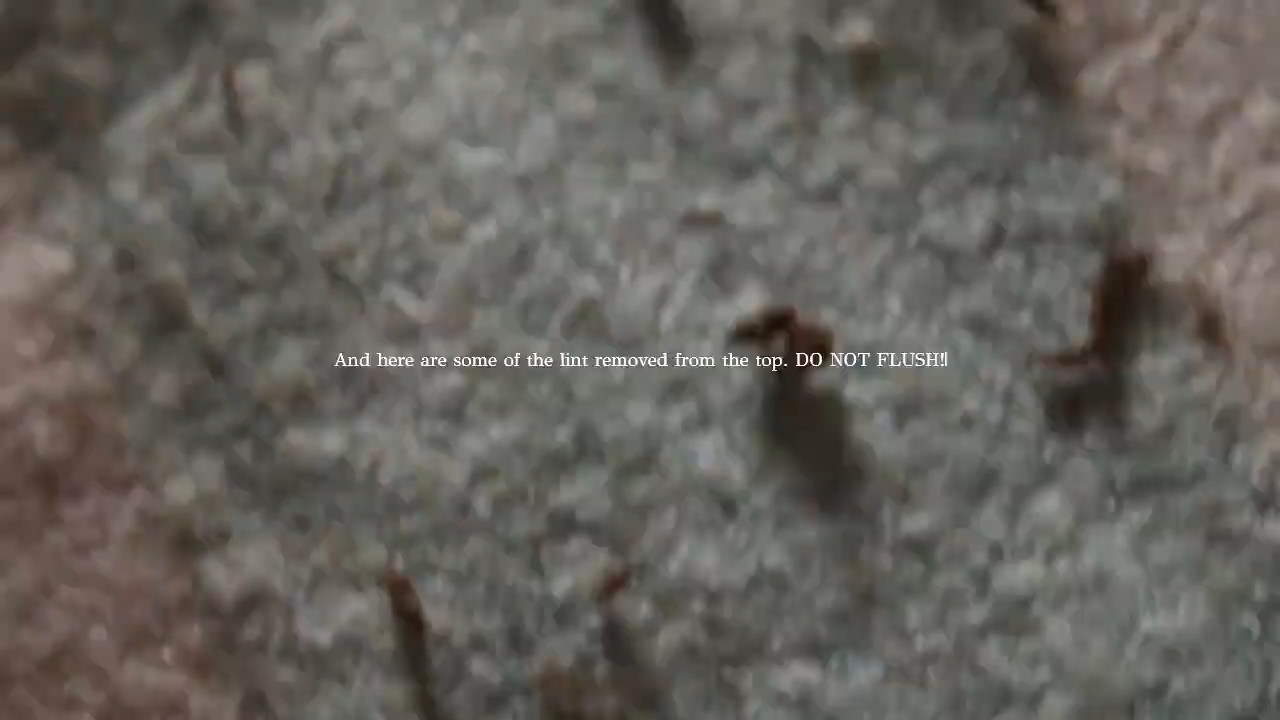 And here are some of the lint removed from the top. DO NOT FLUSH!!